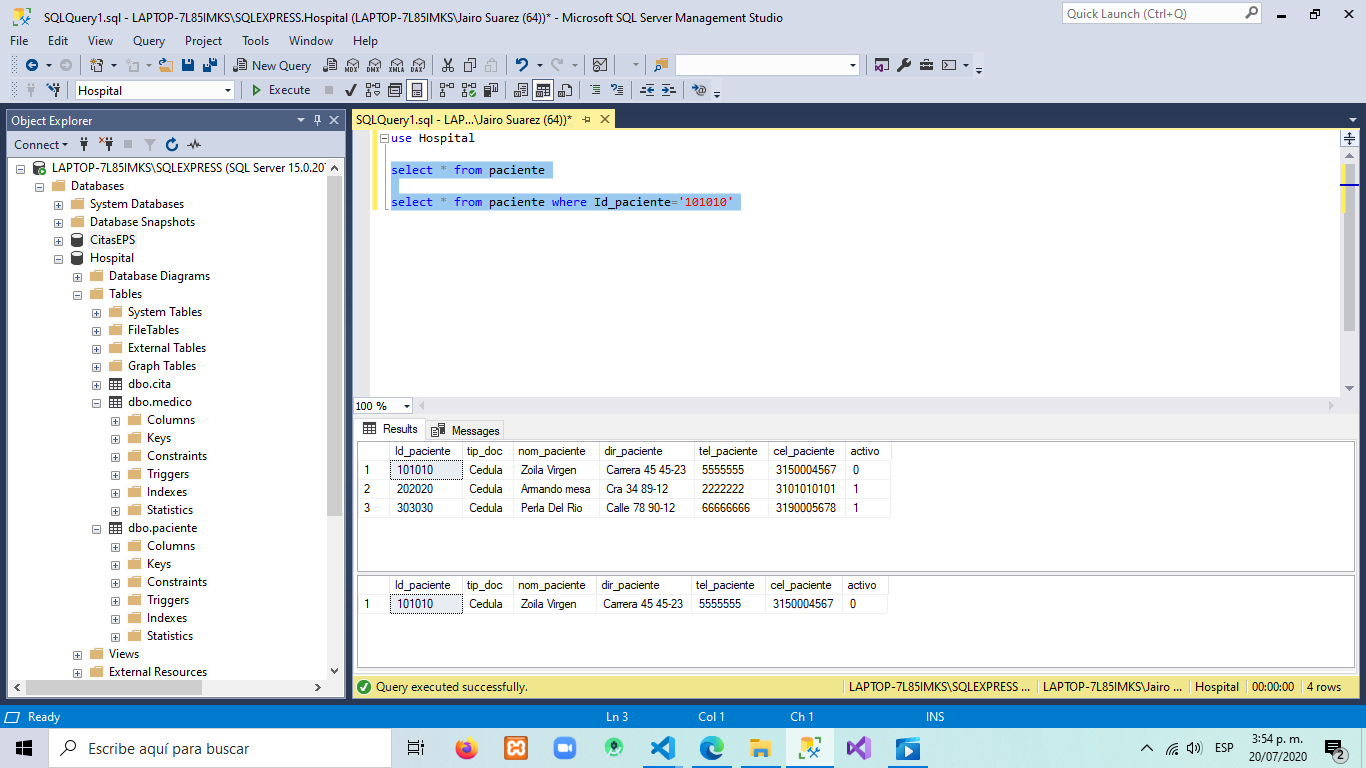 SQLQuery1.sql - LAPTOP-7L85IMKS\SQLEXPRESS.Hospital (LAPTOP-7L85IMKS\Jairo Suarez (64))* - Microsoft SQL Server Management Studio
Quick Launch (Ctrl+Q)
File Edit View Query Project Tools Window Help
New Query MDX DMX XMLA DAX
Hospital Execute
Object Explorer
SQLQuery1.sql - LAP...\Jairo Suarez (64))*
Connect
LAPTOP-7L85IMKS\SQLEXPRESS (SQL Server 15.0.20
Databases
System Databases
Database Snapshots
CitasEPS
Hospital
Database Diagrams
Tables
System Tables
FileTables
External Tables
Graph Tables
dbo.cita
dbo.medico
Columns
Keys
Constraints
Triggers
Indexes
Statistics
dbo.paciente
Columns
Keys
Constraints
Triggers
Indexes
Statistics
Views
External Resources
use Hospital
select * from paciente
select * from paciente where Id_paciente='101010'
100 %
Results Messages
Id_paciente tip_doc nom_paciente dir_paciente tel_paciente cel_paciente activo
1 101010 Cedula Zoila Virgen Carrera 45 45-23 5555555 3150004567 0
2 202020 Cedula Armando mesa Cra 34 89-12 2222222 3101010101 1
3 303030 Cedula Perla Del Rio Calle 78 90-12 66666666 3190005678 1
Id_paciente tip_doc nom_paciente dir_paciente tel_paciente cel_paciente activo
1 101010 Cedula Zoila Virgen Carrera 45 45-23 5555555 3150004567 0
Query executed successfully. LAPTOP-7L85IMKS\SQLEXPRESS ... LAPTOP-7L85IMKS\Jairo ... Hospital 00:00:00 4 rows
Ready Ln 3 Col 1 Ch 1 INS
Escribe aquí para buscar
ESP
3:54 p. m.
20/07/2020
2